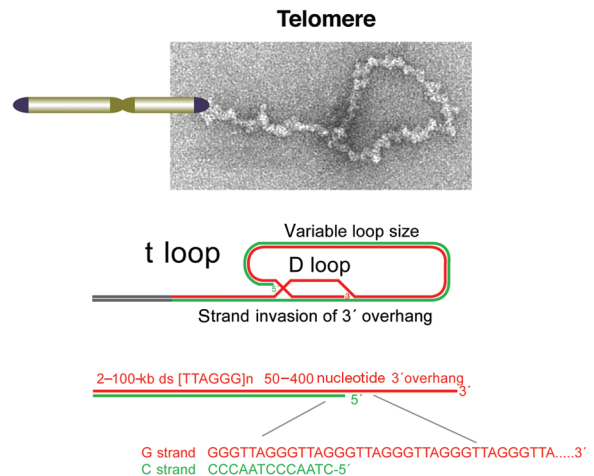 Telomere
Variable loop size
t loop
D loop
5´
3´
Strand invasion of 3´ overhang
2–100-kb ds [TTAGGG]n 50–400 nucleotide 3´overhang
3´
5´
G strand GGGTTAGGGTTAGGGTTAGGGTTAGGGTTAGGGTTA.....3´
C strand CCCAATCCCAATC-5´